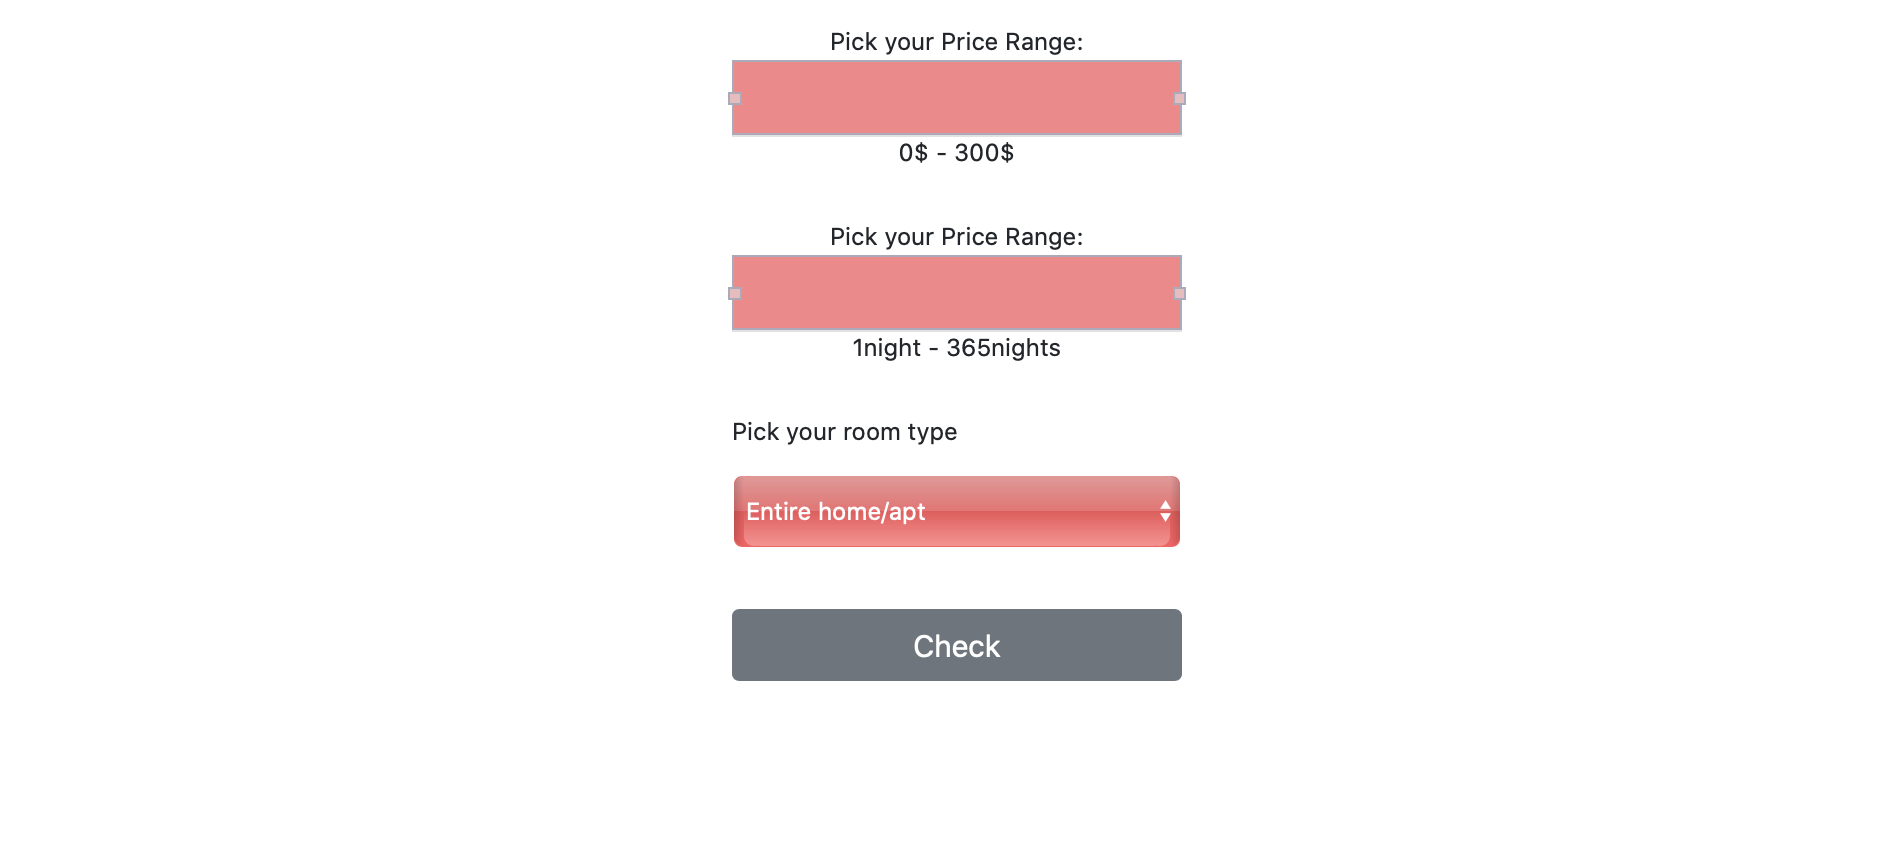 Pick your Price Range:
0$ - 300$
Pick your Price Range:
1night - 365nights
Pick your room type
Entire home/apt
Check